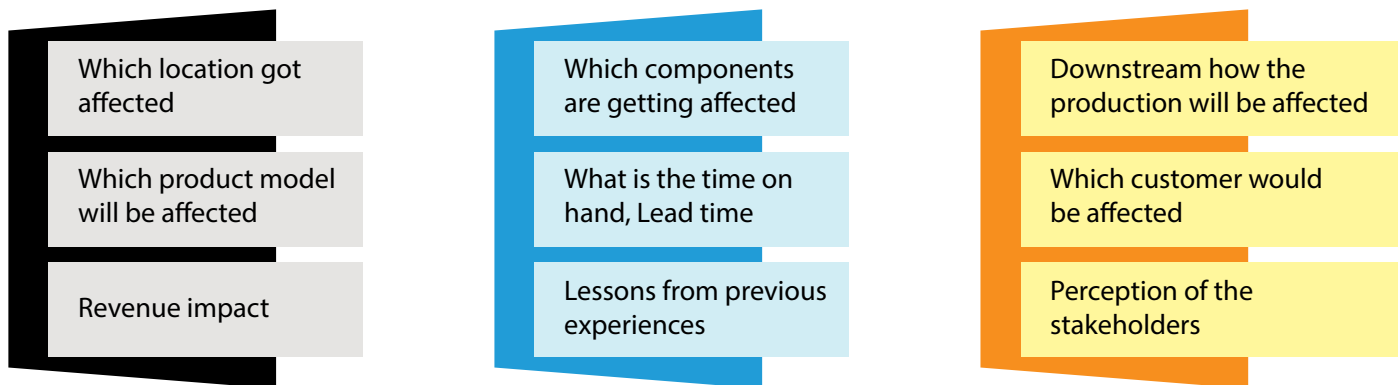 Which location got
affected
Which product model
will be affected
Revenue impact
Which components
are getting affected
What is the time on
hand, Lead time
Lessons from previous
experiences
Downstream how the
production will be affected
Which customer would
be affected
Perception of the
stakeholders